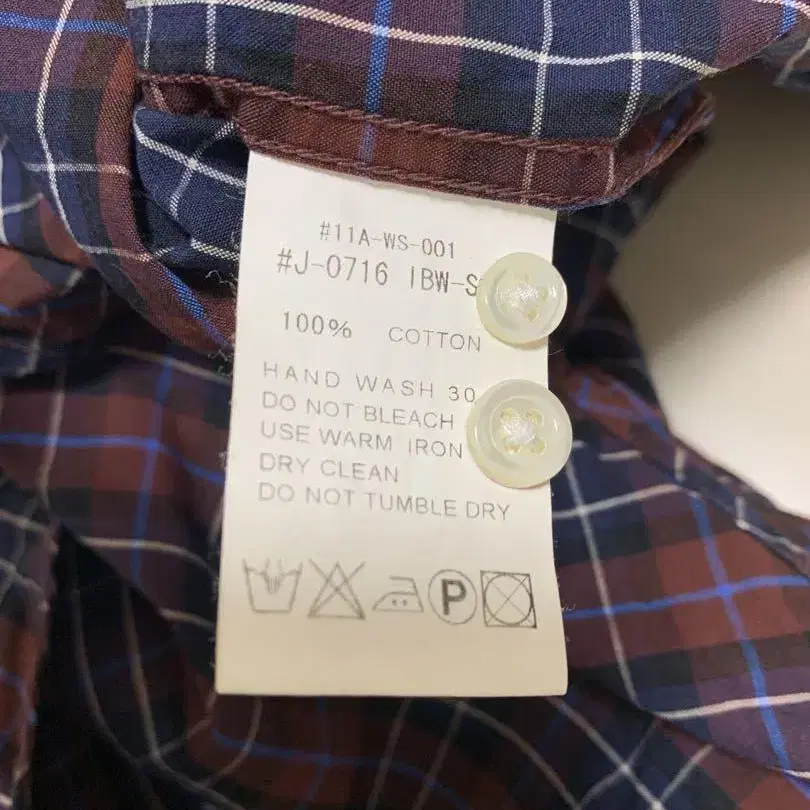 #11A-WS-001
#J-0716 IBW-S
100% COTTON
HAND WASH 30
DO NOT BLEACH
USE WARM IRON
DRY CLEAN
DO NOT TUMBLE DRY
P